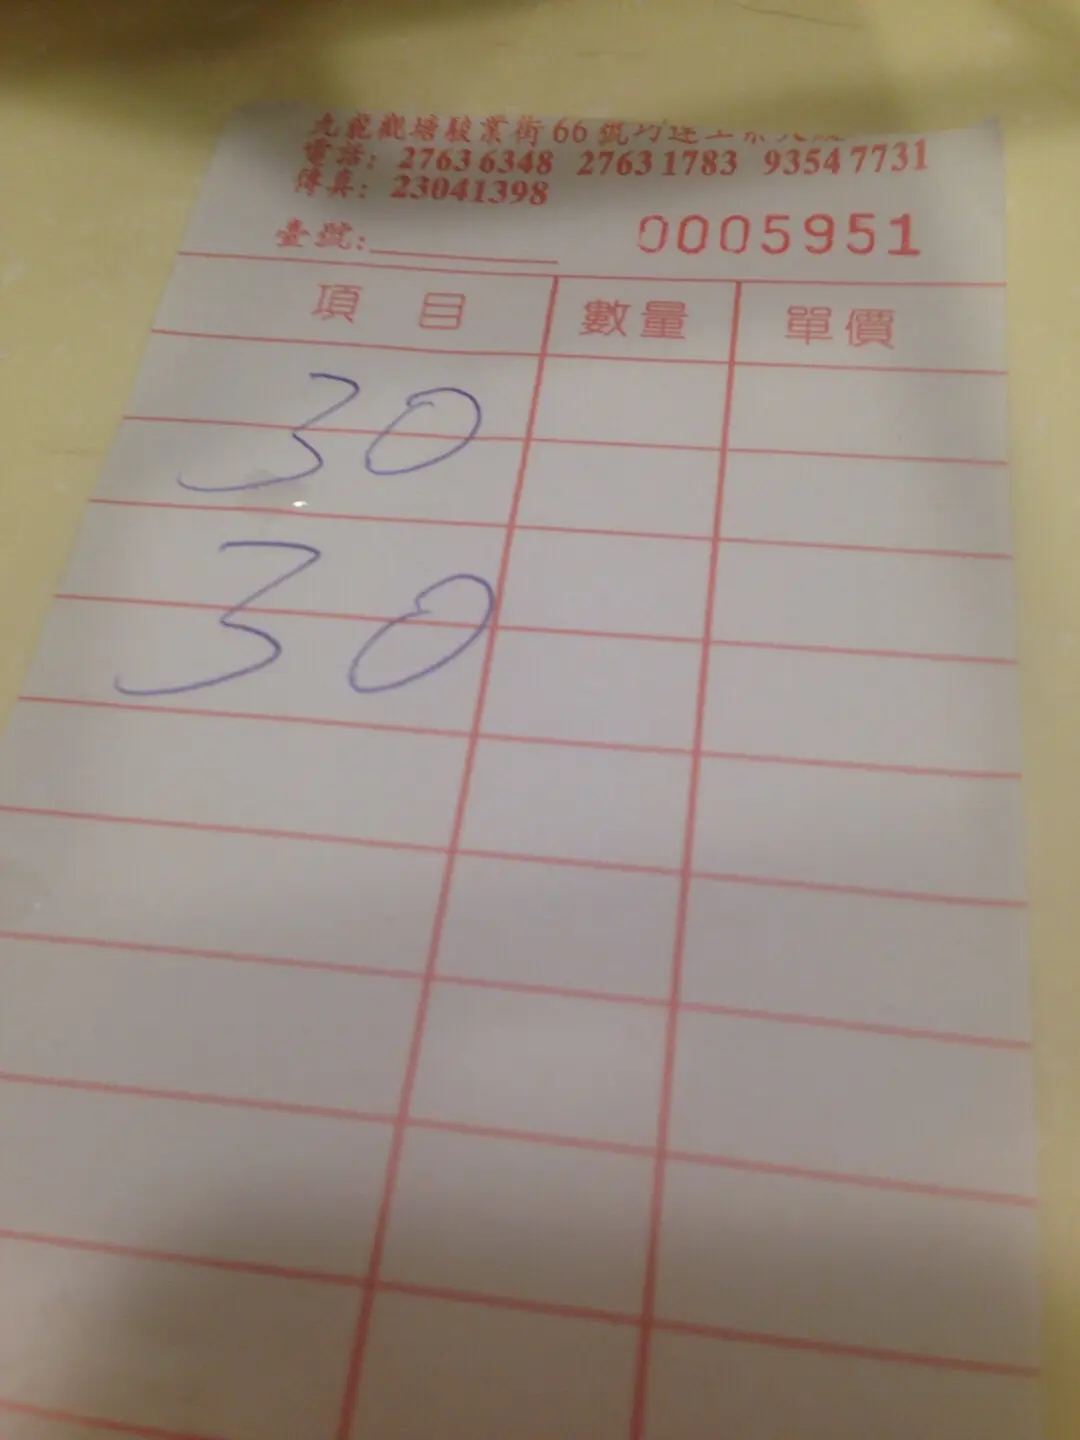 九龍觀塘駿業街66號
電話: 2763 6348 2763 1783 9354 7731
傳真: 23041398
臺號:
0005951
項目 數量 單價
30
30